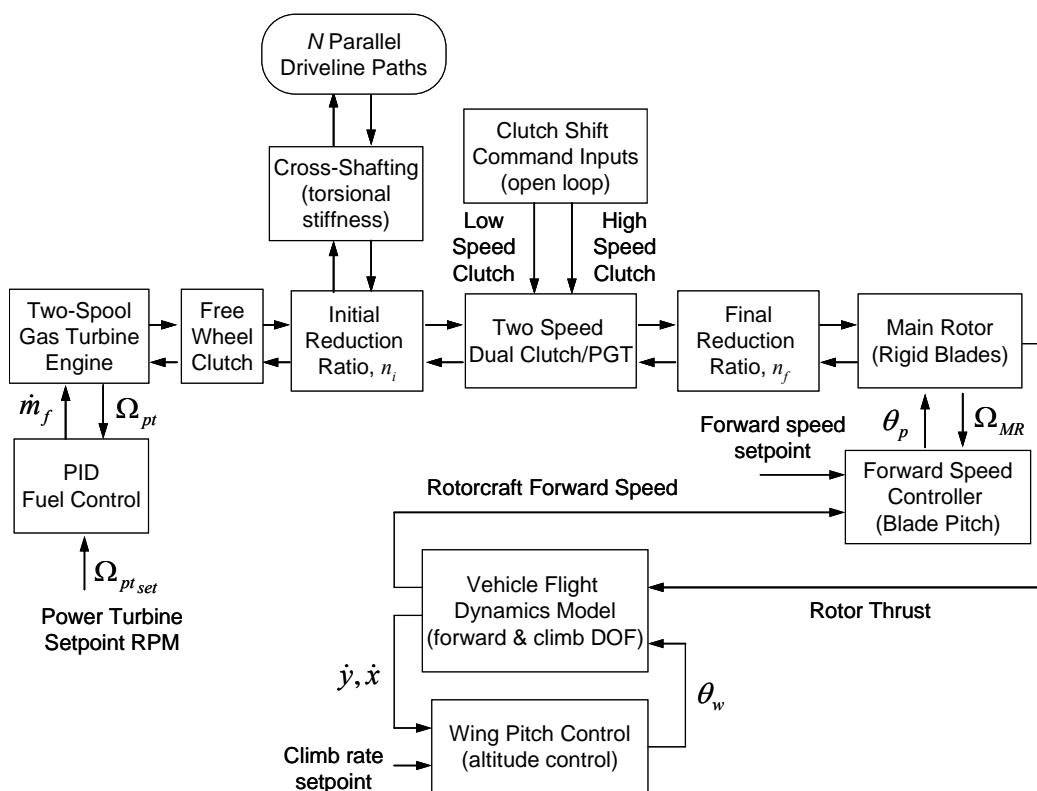 N Parallel
Driveline Paths
Cross-Shafting
(torsional
stiffness)
Clutch Shift
Command Inputs
(open loop)
Low
Speed
Clutch
High
Speed
Clutch
Two-Spool
Gas Turbine
Engine
Free
Wheel
Clutch
Initial
Reduction
Ratio, n_i
Two Speed
Dual Clutch/PGT
Final
Reduction
Ratio, n_f
Main Rotor
(Rigid Blades)
ṁ_f
Ω_pt
θ_p
Ω_MR
PID
Fuel Control
Forward speed
setpoint
Forward Speed
Controller
(Blade Pitch)
Rotorcraft Forward Speed
Ω_pt_set
Power Turbine
Setpoint RPM
Vehicle Flight
Dynamics Model
(forward & climb DOF)
Rotor Thrust
ẏ, ẋ
θ_w
Wing Pitch Control
(altitude control)
Climb rate
setpoint